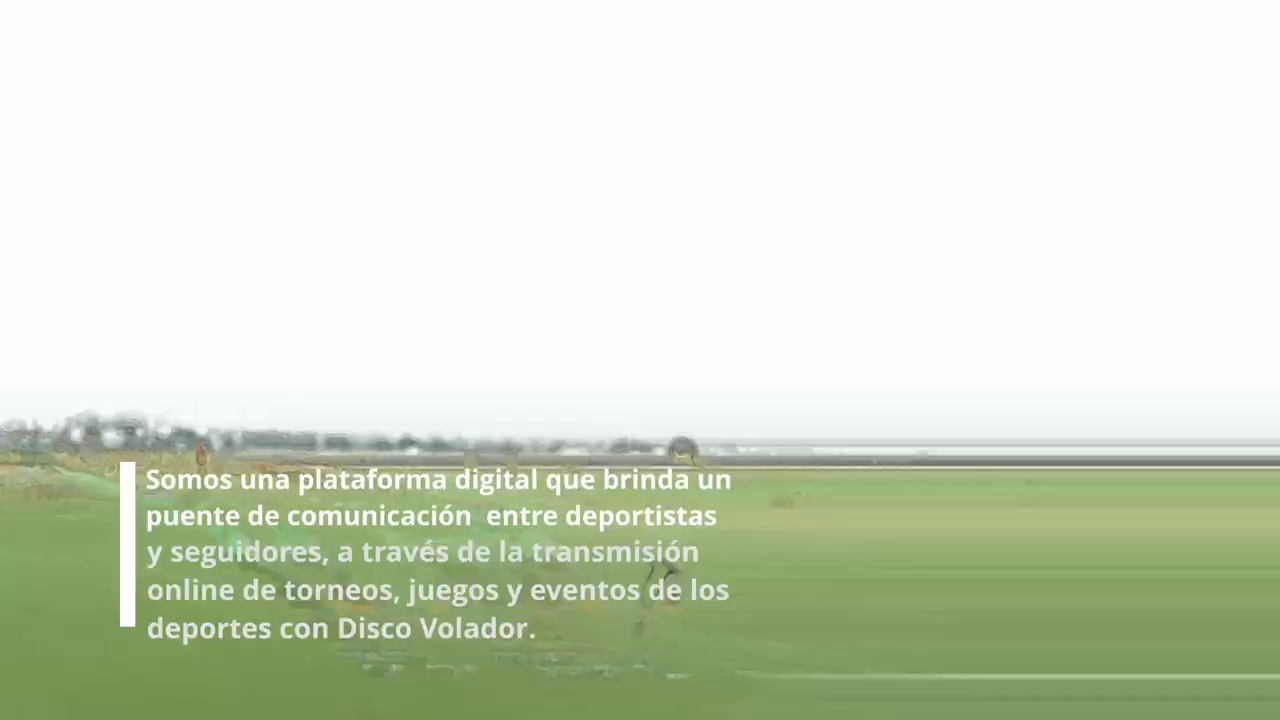 Somos una plataforma digital que brinda un
puente de comunicación  entre deportistas
y seguidores, a través de la transmisión
online de torneos, juegos y eventos de los
deportes con Disco Volador.